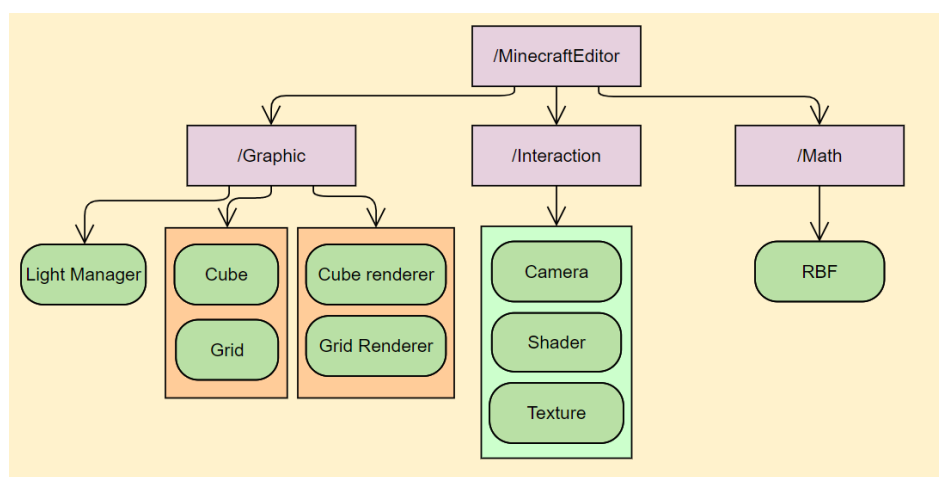 /MinecraftEditor
/Graphic
/Interaction
/Math
Light Manager
Cube
Grid
Cube renderer
Grid Renderer
Camera
Shader
Texture
RBF